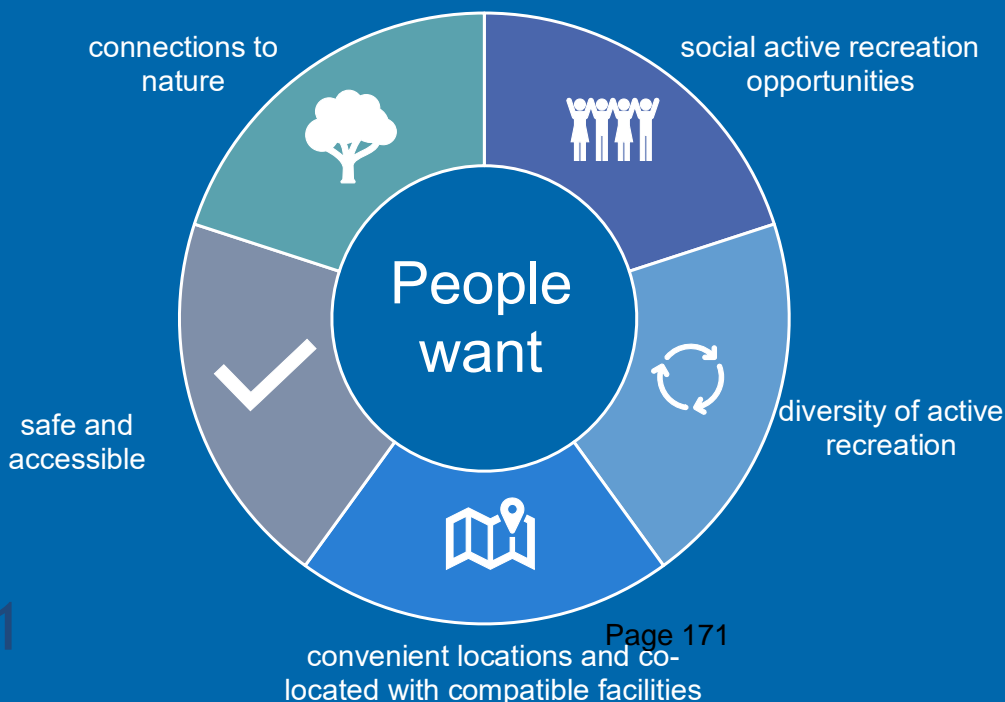 connections to
nature
social active recreation
opportunities
People
want
safe and
accessible
diversity of active
recreation
1
Page 171
convenient locations and co-
located with compatible facilities